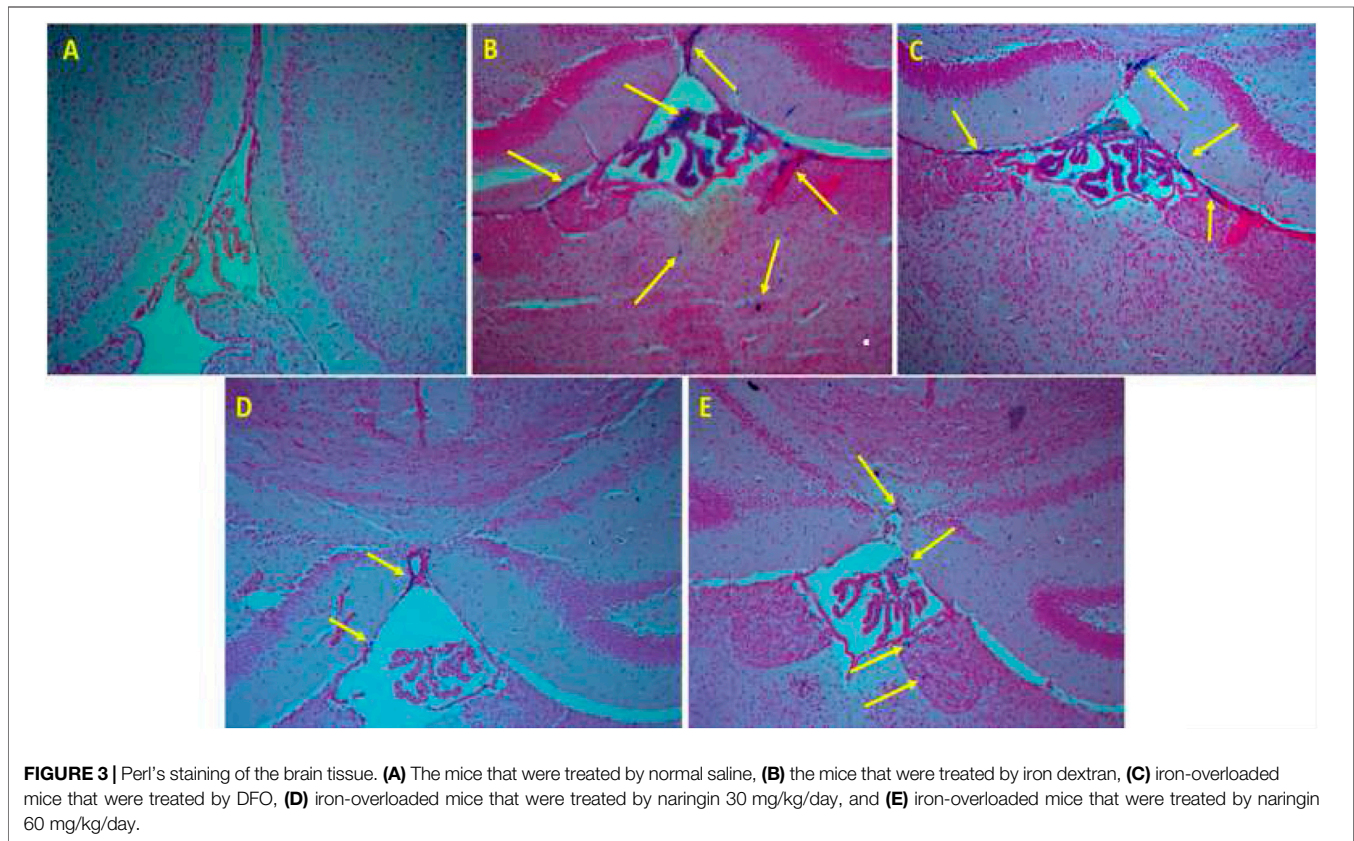 A
B
C
D
E
FIGURE 3 | Perl's staining of the brain tissue. (A) The mice that were treated by normal saline, (B) the mice that were treated by iron dextran, (C) iron-overloaded
mice that were treated by DFO, (D) iron-overloaded mice that were treated by naringin 30 mg/kg/day, and (E) iron-overloaded mice that were treated by naringin
60 mg/kg/day.